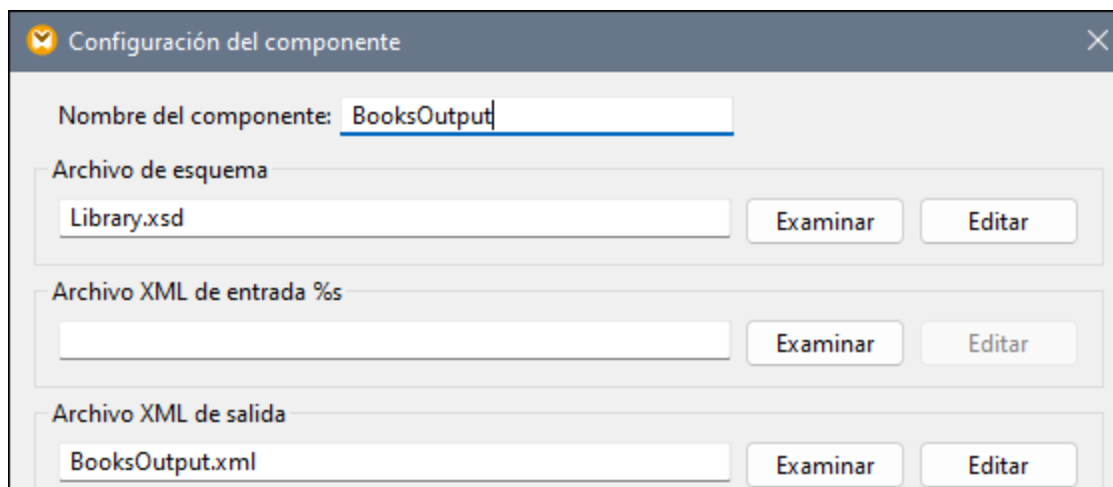 Configuración del componente
Nombre del componente: BooksOutput
Archivo de esquema
Library.xsd Examinar Editar
Archivo XML de entrada %s
Examinar Editar
Archivo XML de salida
BooksOutput.xml Examinar Editar